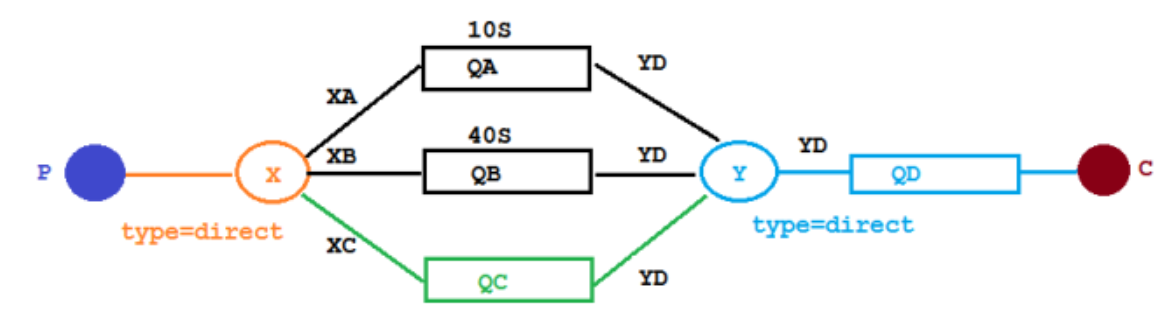 10S
QA
YD
XA
40S
XB
QB
YD
YD
P
X
Y
QD
C
type=direct
type=direct
XC
QC
YD